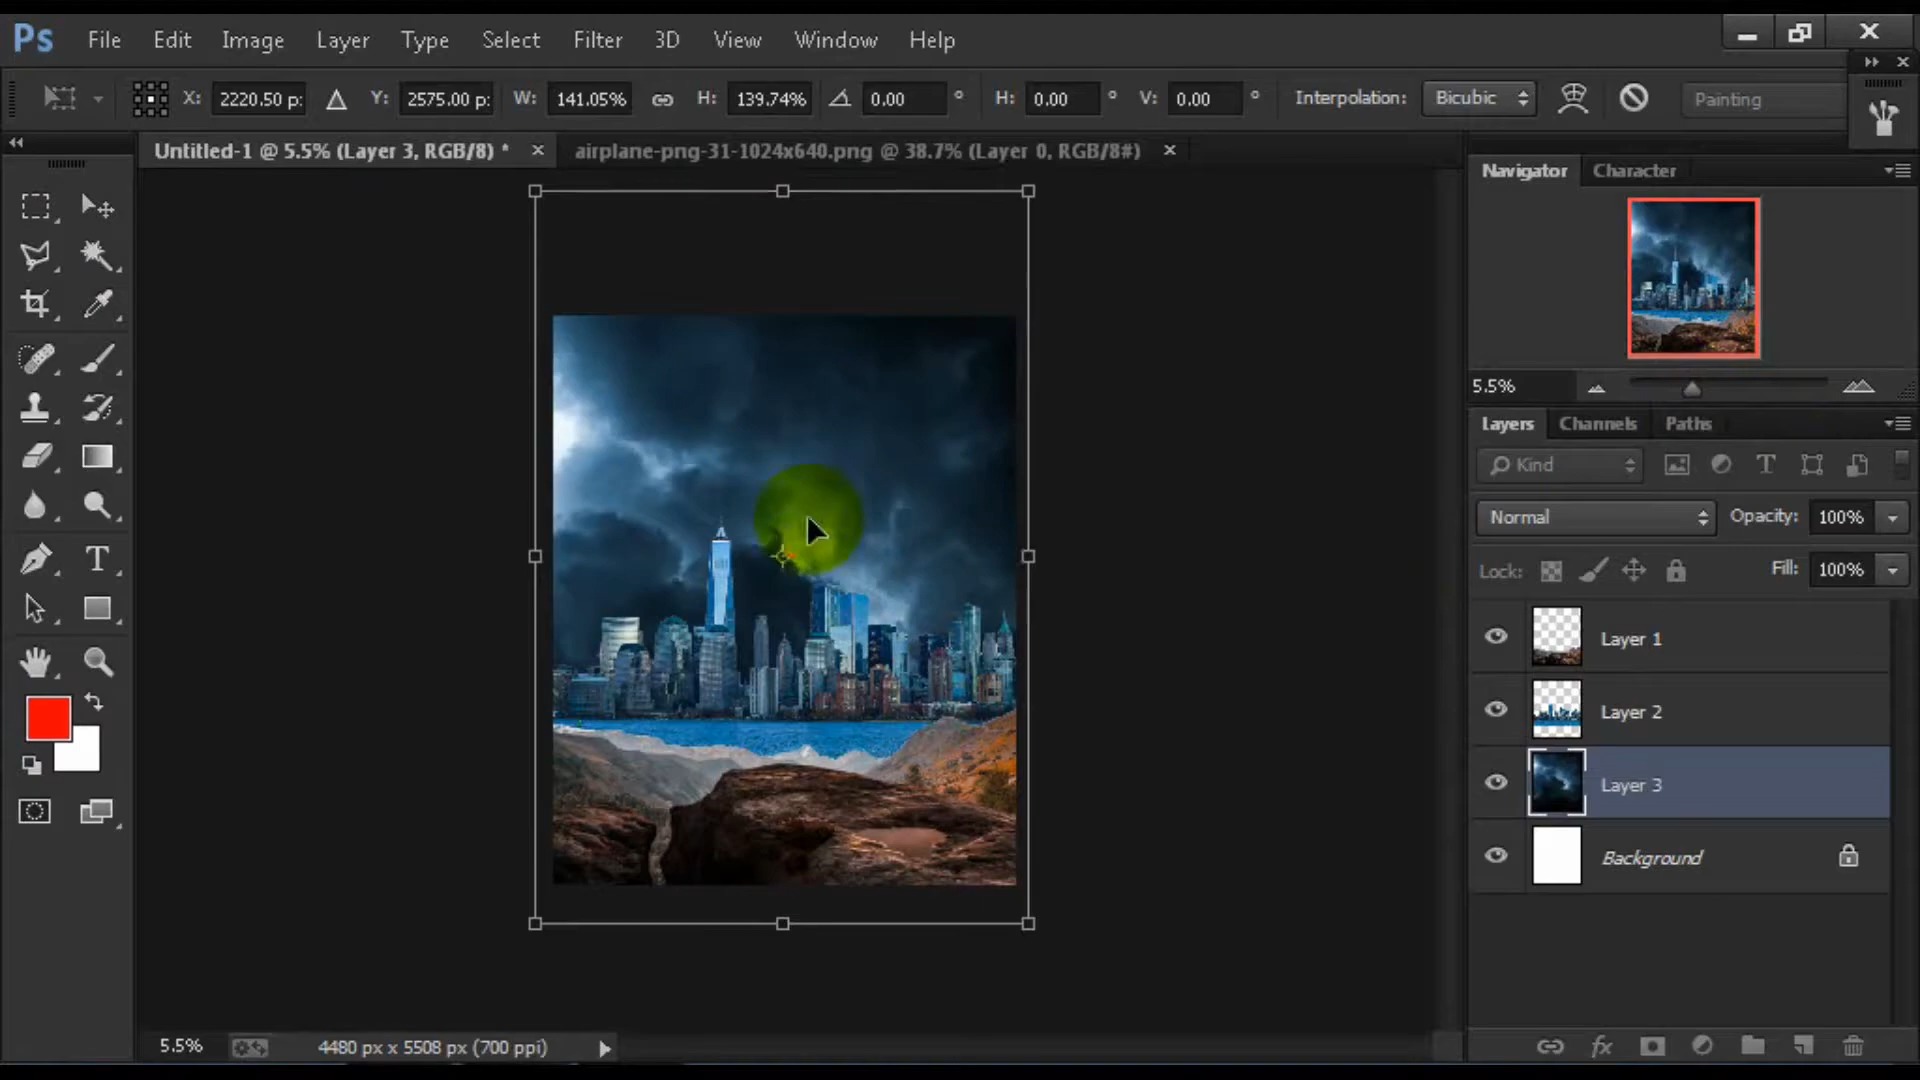 Ps File Edit Image Layer Type Select Filter 3D View Window Help
X: 2220.50 p: Y: 2575.00 p: W: 141.05% H: 139.74% 0.00 ° H: 0.00 ° V: 0.00 ° Interpolation: Bicubic Painting
Untitled-1 @ 5.5% (Layer 3, RGB/8) * × airplane-png-31-1024x640.png @ 38.7% (Layer 0, RGB/8#) ×
Navigator Character
5.5%
Layers Channels Paths
Kind
Normal Opacity: 100%
Lock: Fill: 100%
Layer 1
Layer 2
Layer 3
Background
5.5% 4480 px x 5508 px (700 ppi)